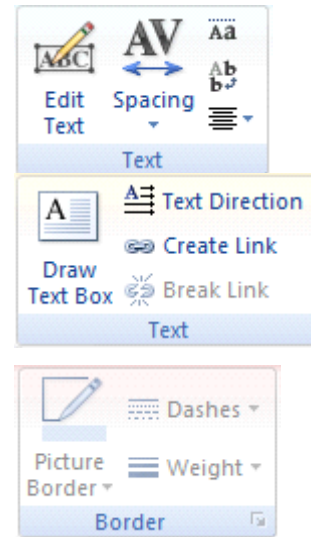 ABC
AV
Aa
Ab
b
Edit
Text
Spacing
Text
A
A
Text Direction
Create Link
Draw
Text Box
Break Link
Text
Dashes
Picture
Border
Weight
Border